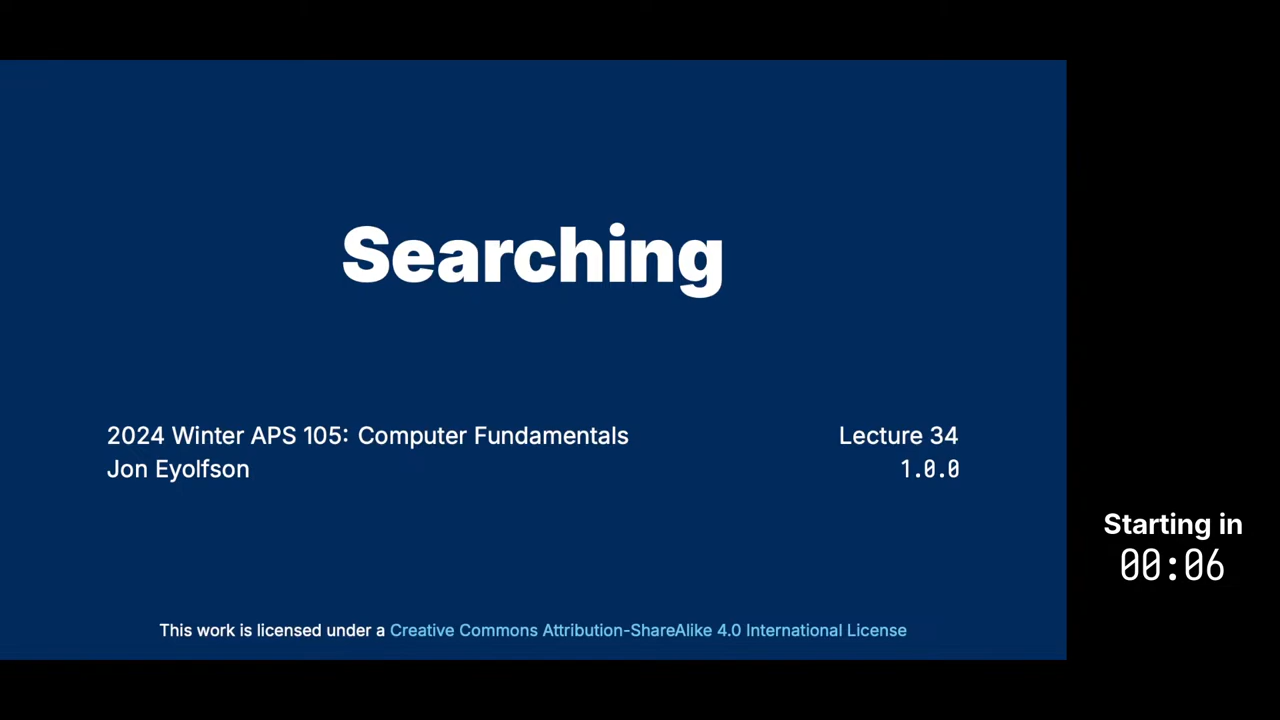 Searching
2024 Winter APS 105: Computer Fundamentals
Jon Eyolfson
Lecture 34
1.0.0
Starting in
00:06
This work is licensed under a Creative Commons Attribution-ShareAlike 4.0 International License